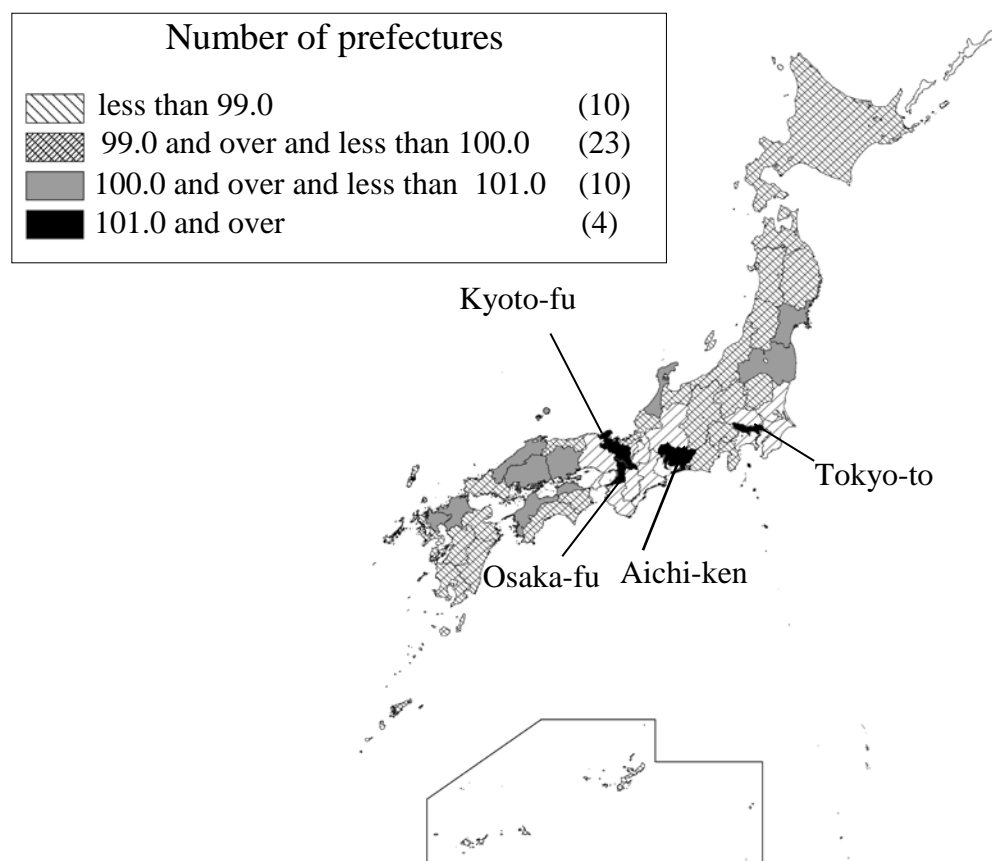 Number of prefectures
less than 99.0 (10)
99.0 and over and less than 100.0 (23)
100.0 and over and less than 101.0 (10)
101.0 and over (4)
Kyoto-fu
Tokyo-to
Osaka-fu
Aichi-ken